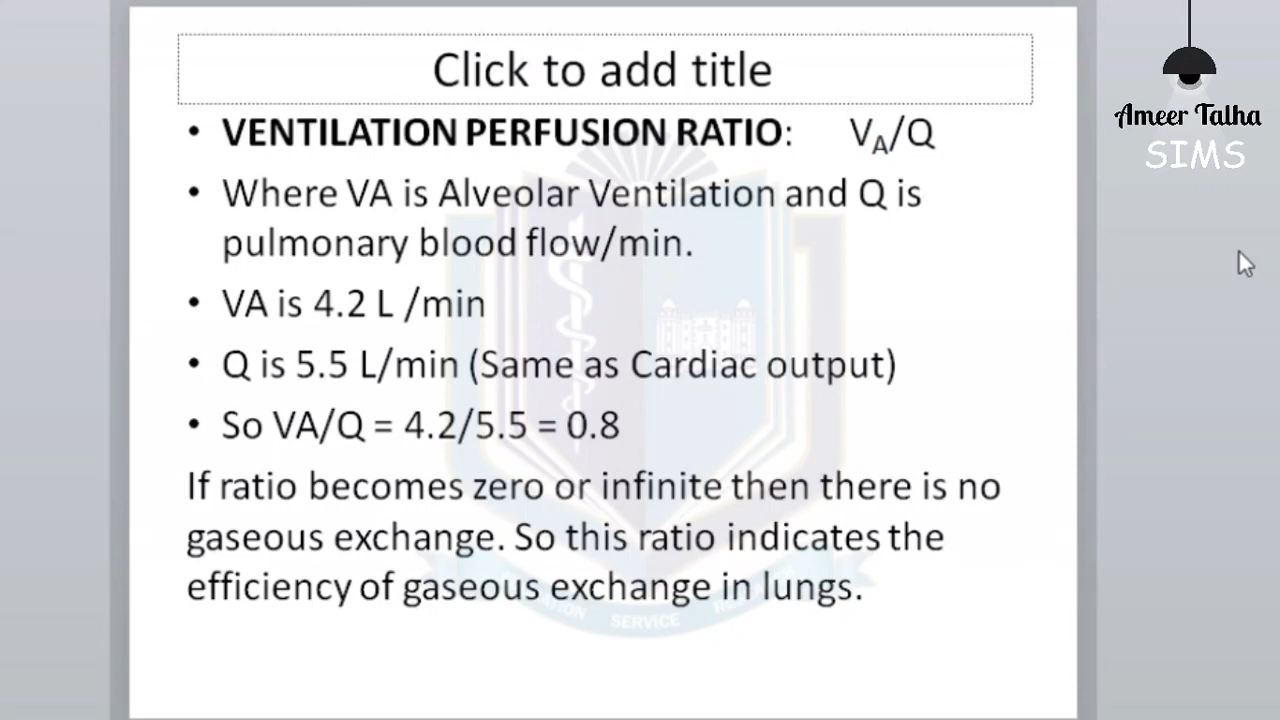 Click to add title
• VENTILATION PERFUSION RATIO: VA/Q
• Where VA is Alveolar Ventilation and Q is
pulmonary blood flow/min.
• VA is 4.2 L /min
• Q is 5.5 L/min (Same as Cardiac output)
• So VA/Q = 4.2/5.5 = 0.8
If ratio becomes zero or infinite then there is no
gaseous exchange. So this ratio indicates the
efficiency of gaseous exchange in lungs.
SERVICE
Ameer Talha
SIMS